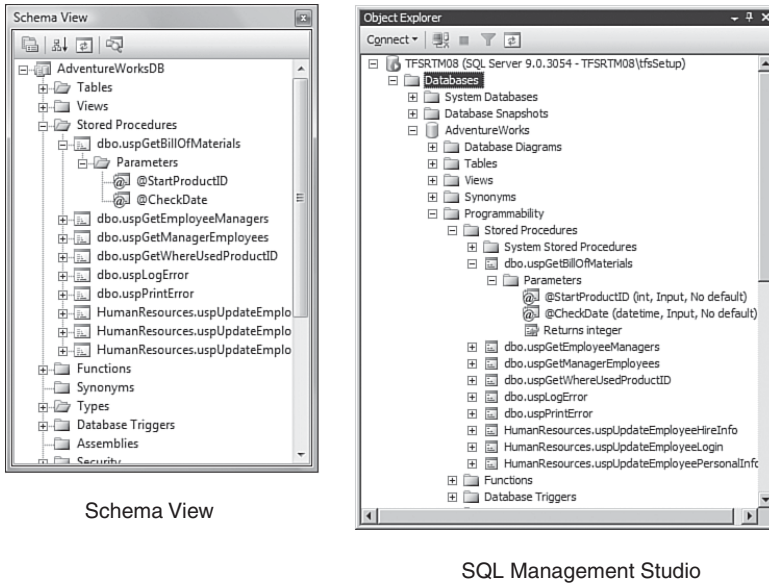 Schema View
AdventureWorksDB
Tables
Views
Stored Procedures
dbo.uspGetBillOfMaterials
Parameters
@StartProductID
@CheckDate
dbo.uspGetEmployeeManagers
dbo.uspGetManagerEmployees
dbo.uspGetWhereUsedProductID
dbo.uspLogError
dbo.uspPrintError
HumanResources.uspUpdateEmplo
HumanResources.uspUpdateEmplo
HumanResources.uspUpdateEmplo
Functions
Synonyms
Types
Database Triggers
Assemblies
Security
Schema View
Object Explorer
Connect
TFSRTM08 (SQL Server 9.0.3054 - TFSRTM08\tfsSetup)
Databases
System Databases
Database Snapshots
AdventureWorks
Database Diagrams
Tables
Views
Synonyms
Programmability
Stored Procedures
System Stored Procedures
dbo.uspGetBillOfMaterials
Parameters
@StartProductID (int, Input, No default)
@CheckDate (datetime, Input, No default)
Returns integer
dbo.uspGetEmployeeManagers
dbo.uspGetManagerEmployees
dbo.uspGetWhereUsedProductID
dbo.uspLogError
dbo.uspPrintError
HumanResources.uspUpdateEmployeeHireInfo
HumanResources.uspUpdateEmployeeLogin
HumanResources.uspUpdateEmployeePersonalInfo
Functions
Database Triggers
SQL Management Studio